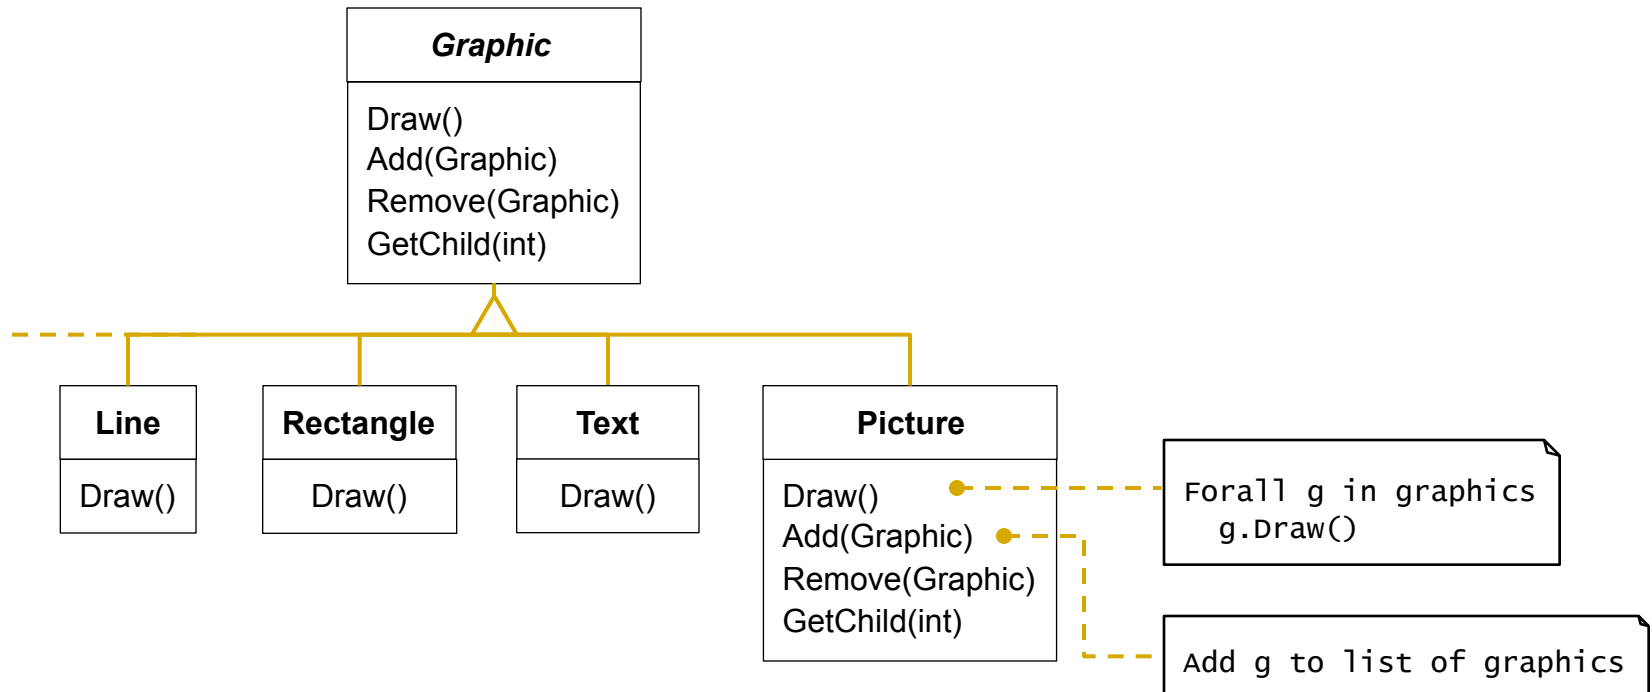 Graphic
Draw()
Add(Graphic)
Remove(Graphic)
GetChild(int)
Line
Draw()
Rectangle
Draw()
Text
Draw()
Picture
Draw()
Add(Graphic)
Remove(Graphic)
GetChild(int)
Forall g in graphics
g.Draw()
Add g to list of graphics